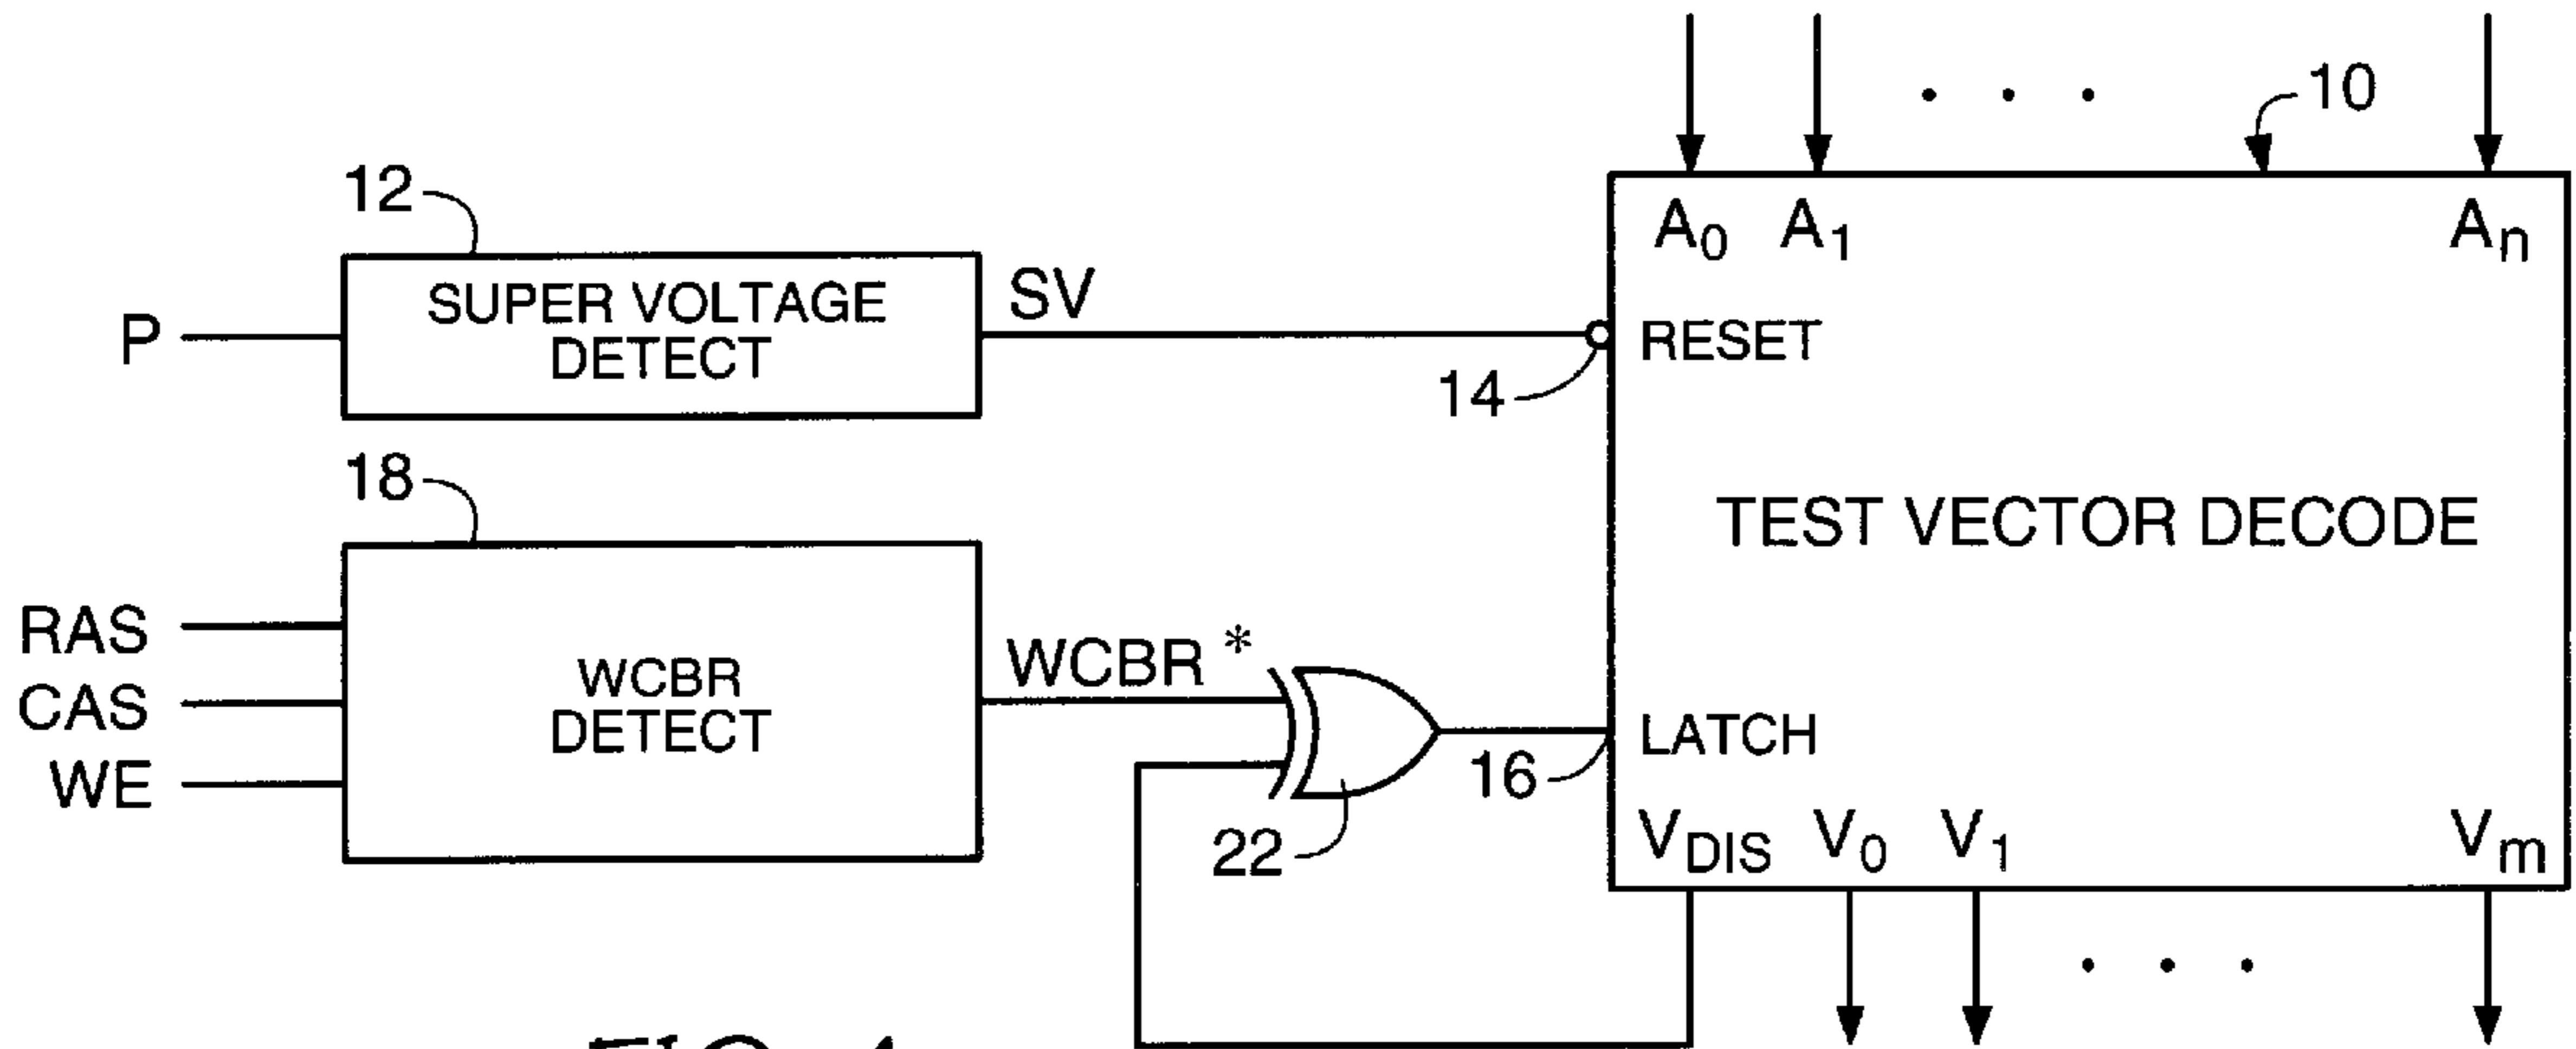 10
12
A0 A1 An
SUPER VOLTAGE
DETECT
SV
P
RESET
14
18
TEST VECTOR DECODE
RAS
CAS
WE
WCBR
DETECT
WCBR *
LATCH
16
22
VDIS V0 V1 Vm